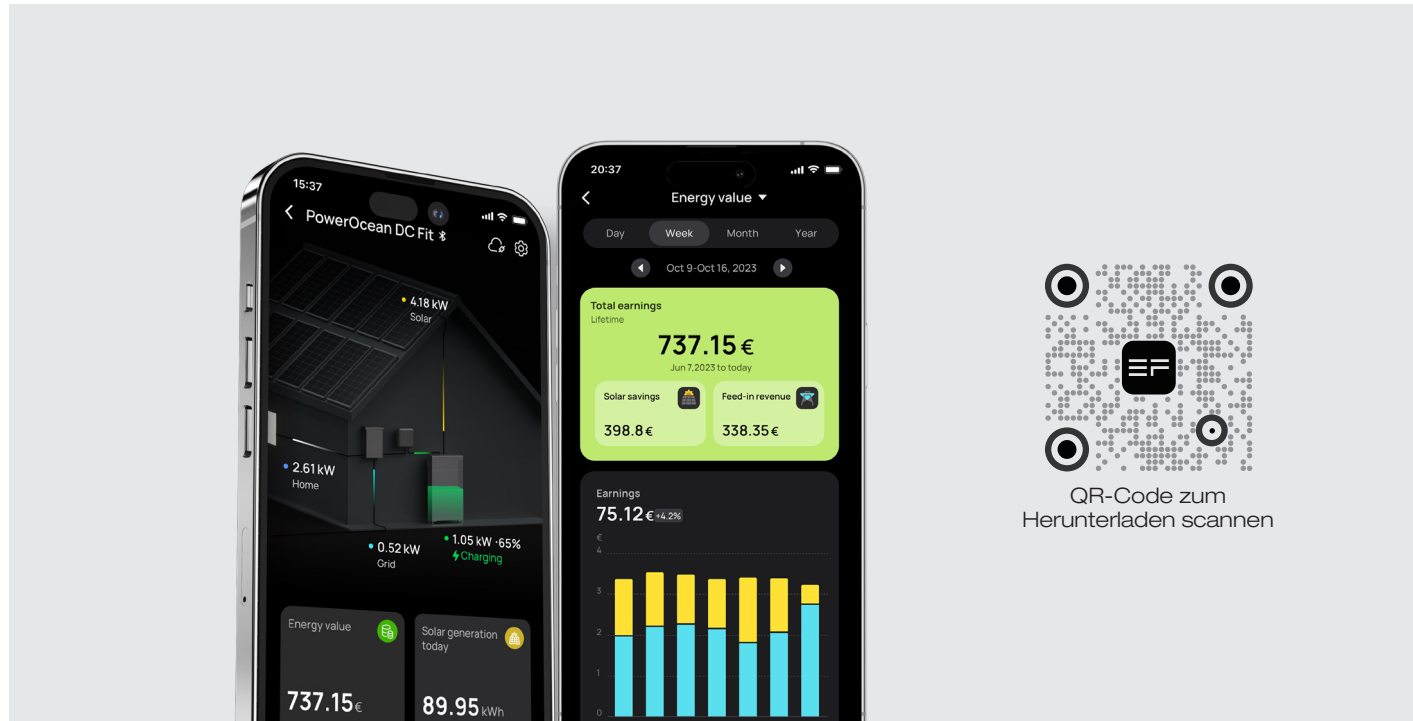 15:37
PowerOcean DC Fit
4.18 kW
Solar
2.61 kW
Home
0.52 kW
Grid
1.05 kW ·65%
Charging
Energy value
737.15€
Solar generation
today
89.95 kWh
20:37
Energy value
Day Week Month Year
Oct 9-Oct 16, 2023
Total earnings
Lifetime
737.15 €
Jun 7,2023 to today
Solar savings
398.8€
Feed-in revenue
338.35€
Earnings
75.12€ +4.2%
€
4
3
2
1
0
EF
QR-Code zum
Herunterladen scannen